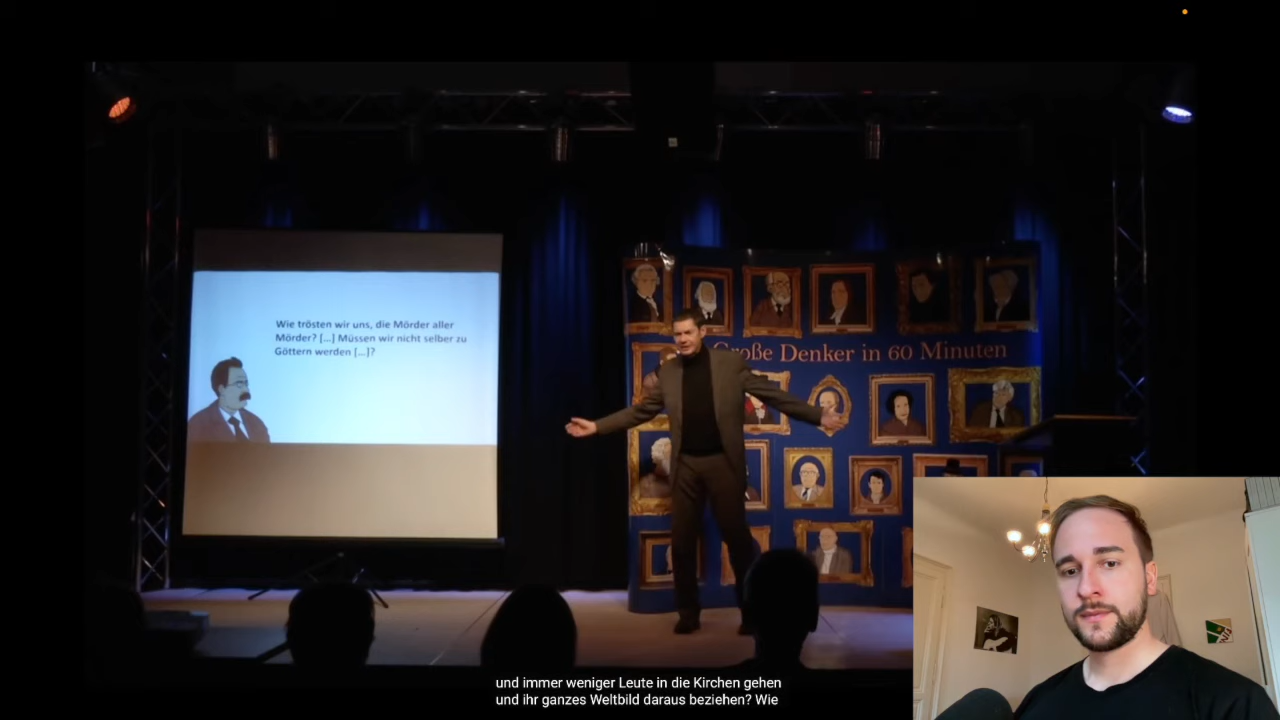 Wie trösten wir uns, die Mörder aller
Mörder? [...] Müssen wir nicht selber zu
Göttern werden [...]?
Große Denker in 60 Minuten
und immer weniger Leute in die Kirchen gehen
und ihr ganzes Weltbild daraus beziehen? Wie